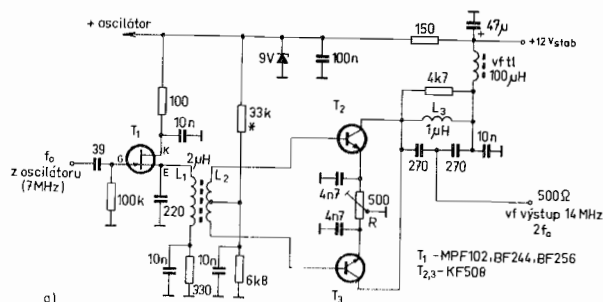 + oscilátor
150
47µ
+
+12 Vstab
9V
100n
vf tl
100µH
4k7
100
33k
*
T2
L3
1µH
T1
10n
K
fo
z oscilátoru
(7MHz)
39
G
E
2µH
L1
L2
270
270
10n
4n7
500
R
100k
220
4n7
500Ω
vf výstup 14 MHz
2fo
10n
10n
330
6k8
T3
T1 - MPF102, BF244, BF256
T2,3 - KF508
a)